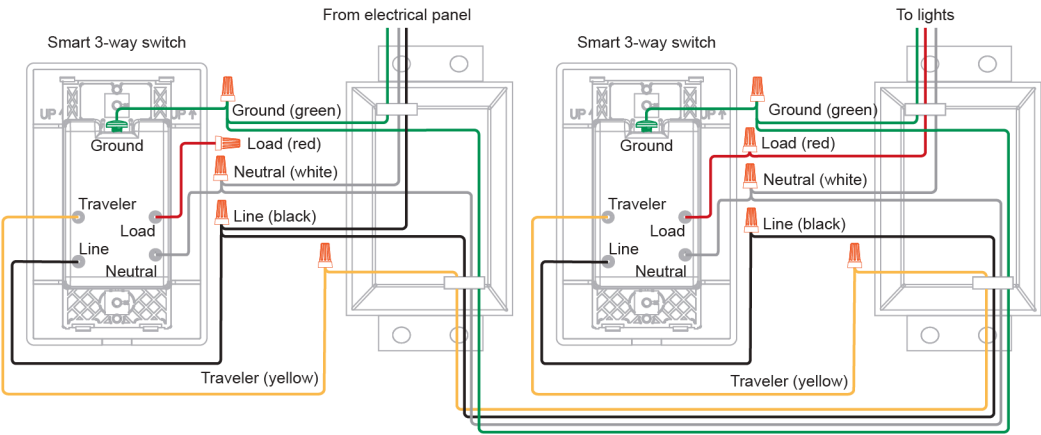 From electrical panel
To lights
Smart 3-way switch
Smart 3-way switch
UP
UP
Ground (green)
Ground
Load (red)
Neutral (white)
Traveler
Line (black)
Load
Line
Neutral
Traveler (yellow)
UP
UP
Ground (green)
Ground
Load (red)
Neutral (white)
Traveler
Line (black)
Load
Line
Neutral
Traveler (yellow)